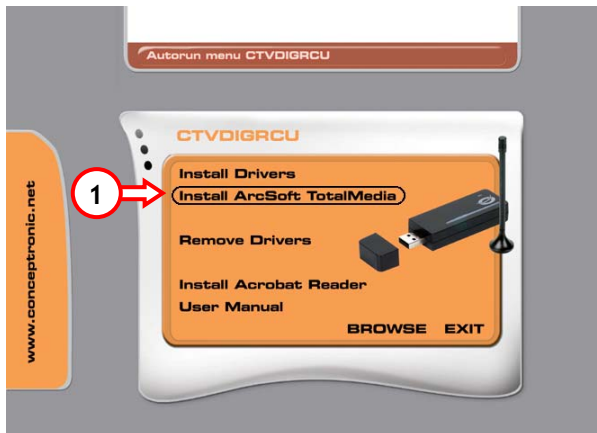 Autorun menu CTVDIGRCU
CTVDIGRCU
Install Drivers
1
Install ArcSoft TotalMedia
Remove Drivers
Install Acrobat Reader
User Manual
BROWSE EXIT
www.conceptronic.net